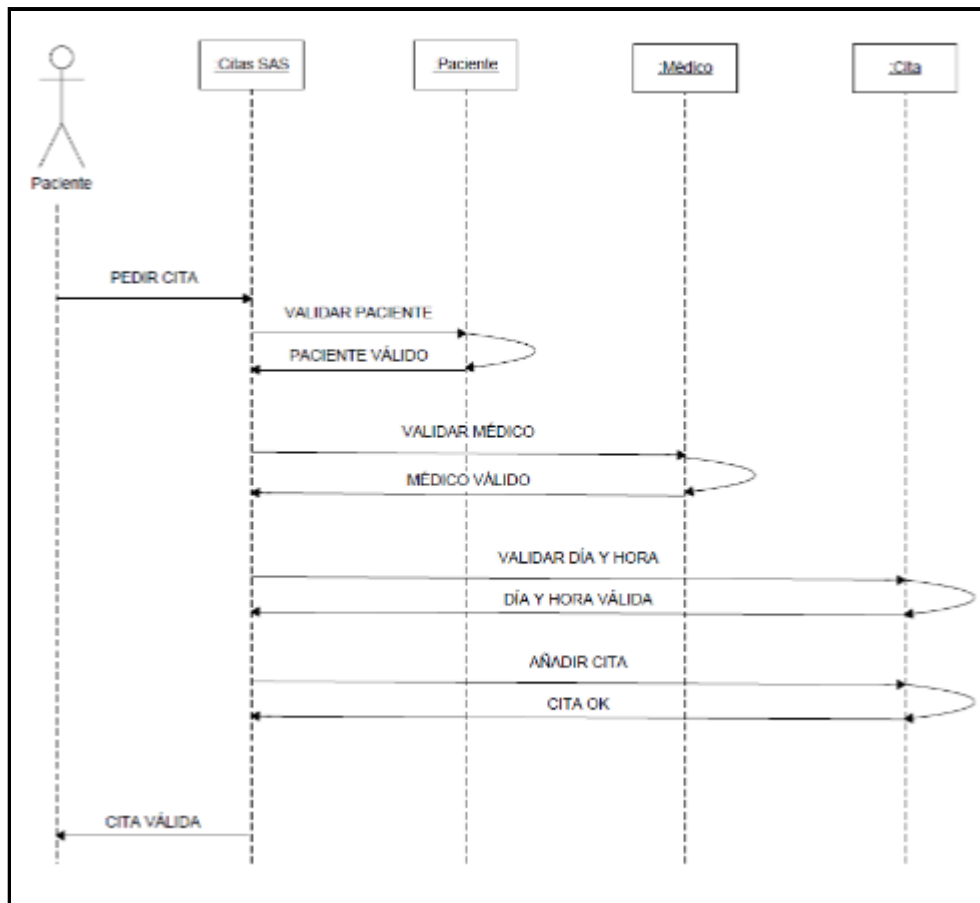 Citas SAS
:Paciente
:Médico
:Cita
Paciente
PEDIR CITA
VALIDAR PACIENTE
PACIENTE VÁLIDO
VALIDAR MÉDICO
MÉDICO VÁLIDO
VALIDAR DÍA Y HORA
DÍA Y HORA VÁLIDA
AÑADIR CITA
CITA OK
CITA VÁLIDA